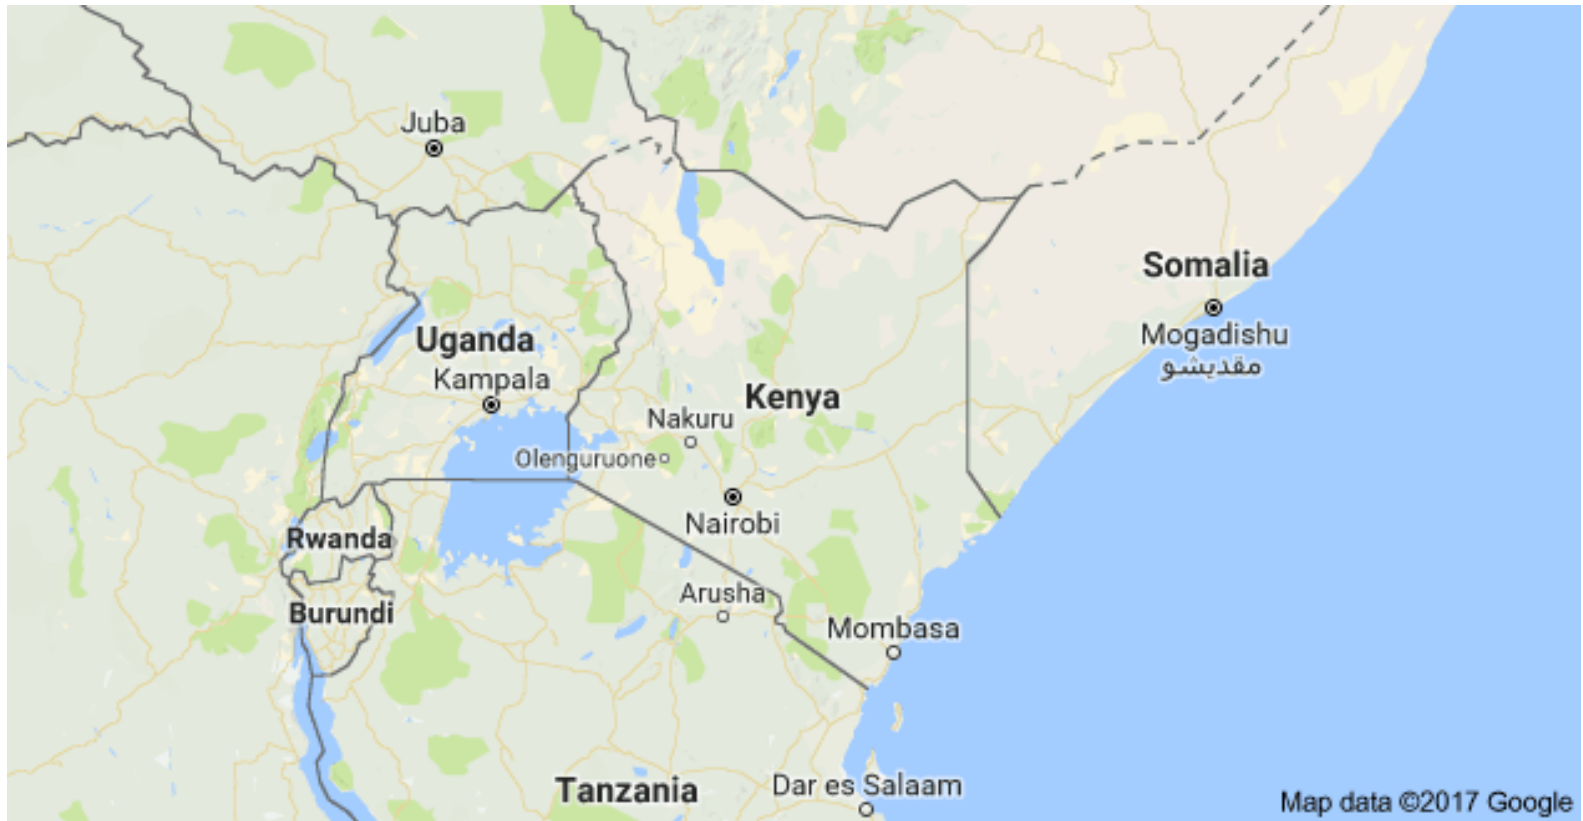 Juba
Somalia
Mogadishu
مقديشو
Uganda
Kampala
Kenya
Nakuru
Olenguruone
Nairobi
Rwanda
Arusha
Burundi
Mombasa
Tanzania
Dar es Salaam
Map data ©2017 Google